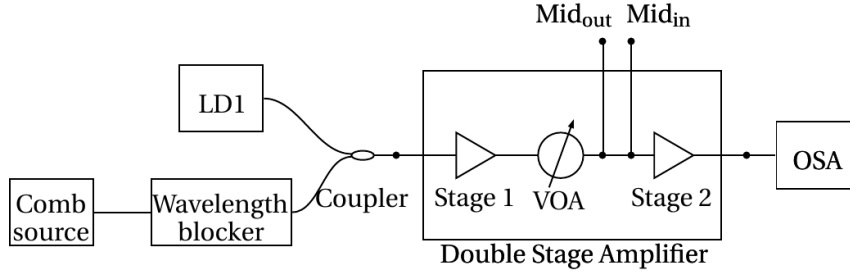 Mid_out Mid_in
LD1
OSA
Comb
source
Wavelength
blocker
Coupler
Stage 1
VOA
Stage 2
Double Stage Amplifier